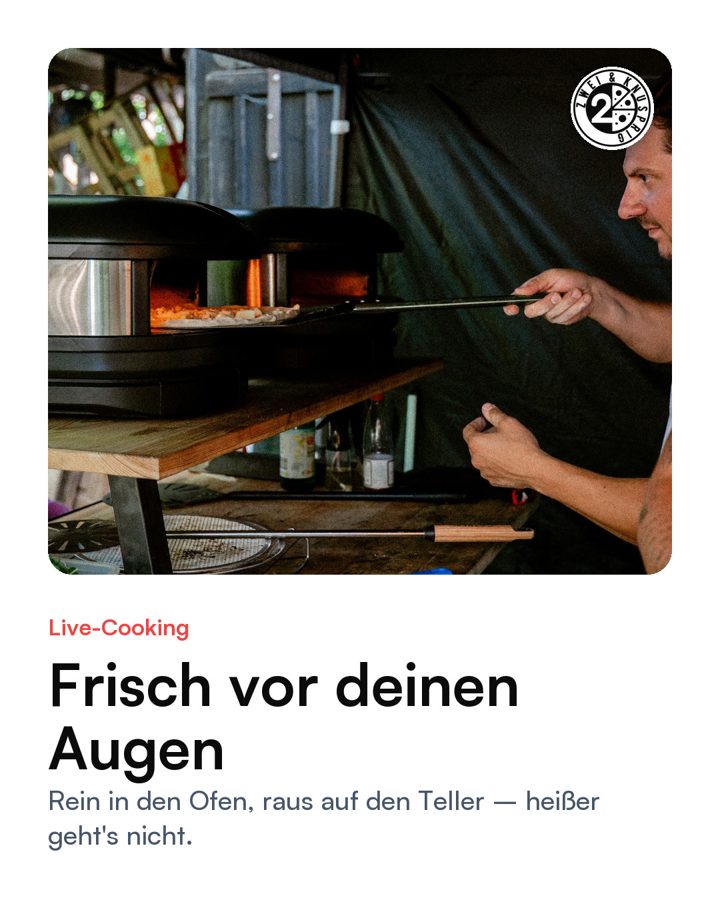 ZWEI & KNUSPRIG
2
Live-Cooking
Frisch vor deinen
Augen
Rein in den Ofen, raus auf den Teller — heißer
geht's nicht.